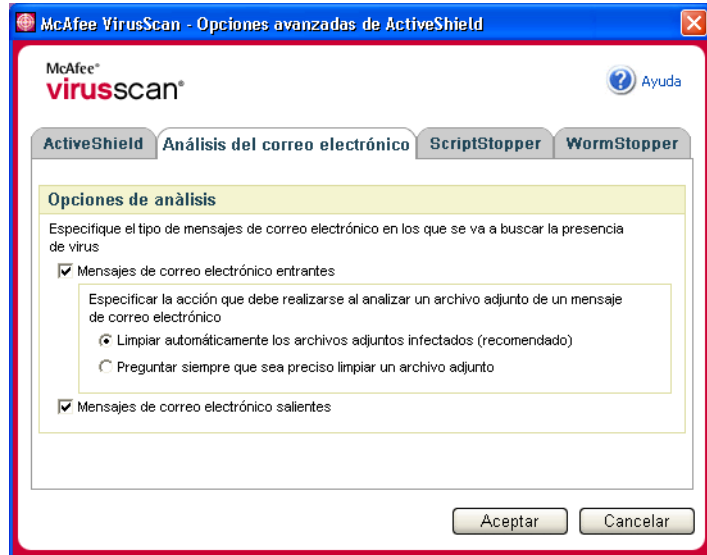 McAfee VirusScan - Opciones avanzadas de ActiveShield
McAfee®
virusscan®
Ayuda
ActiveShield
Análisis del correo electrónico
ScriptStopper
WormStopper
Opciones de anàlisis
Especifique el tipo de mensajes de correo electrónico en los que se va a buscar la presencia
de virus
Mensajes de correo electrónico entrantes
Especificar la acción que debe realizarse al analizar un archivo adjunto de un mensaje
de correo electrónico
Limpiar automáticamente los archivos adjuntos infectados (recomendado)
Preguntar siempre que sea preciso limpiar un archivo adjunto
Mensajes de correo electrónico salientes
Aceptar
Cancelar